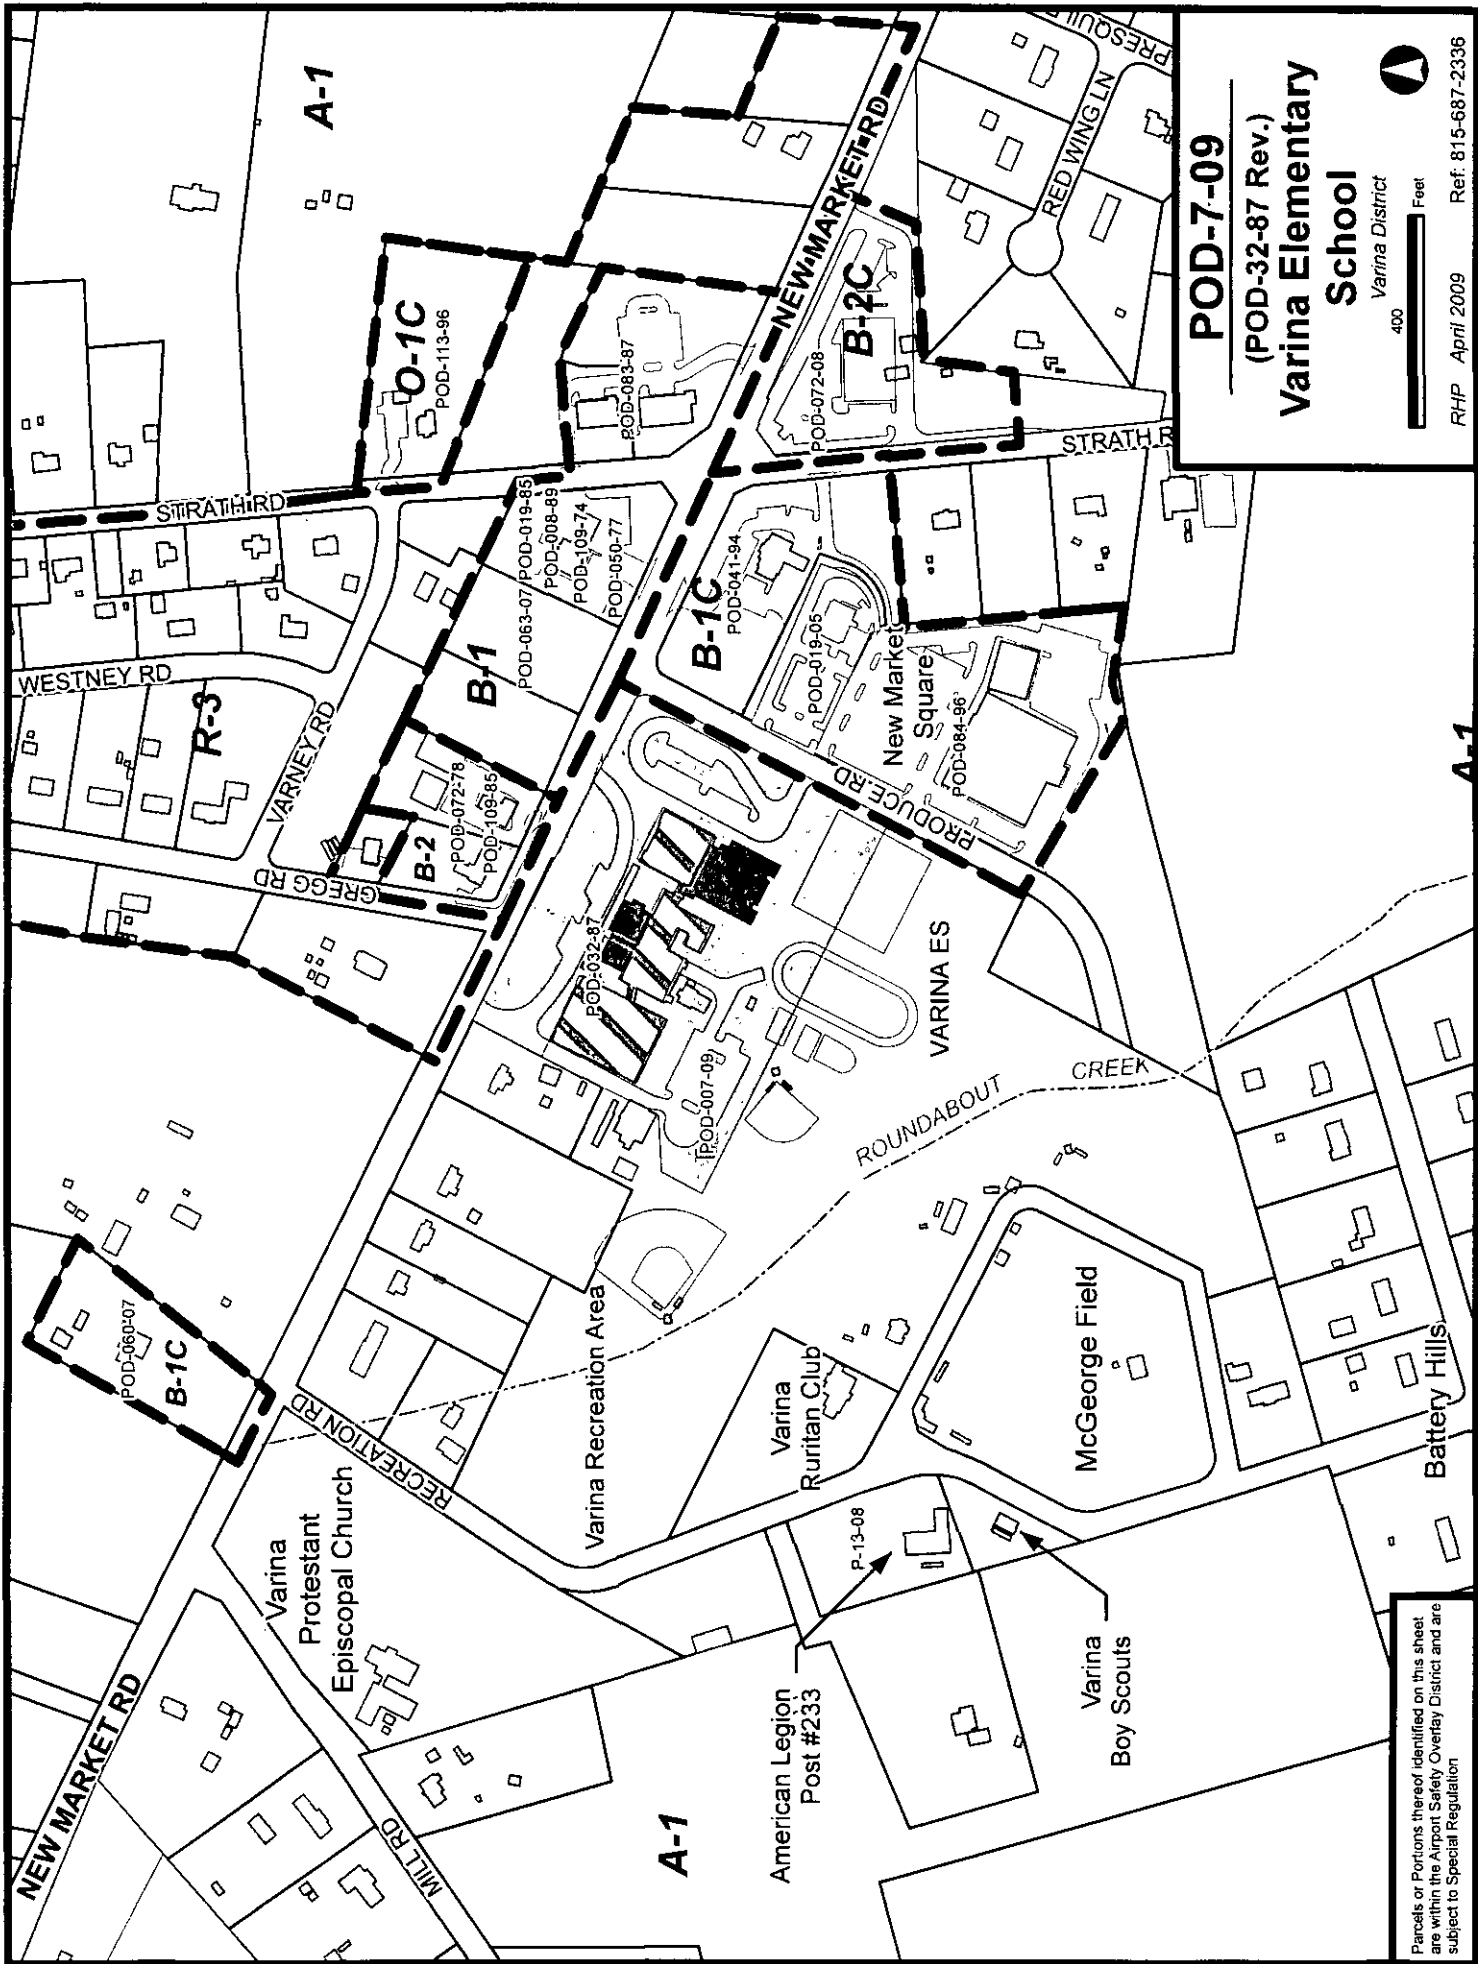 NEW MARKET RD
MILL RD
Varina
Protestant
Episcopal Church
POD-060-07
B-1C
RECREATION RD
Varina Recreation Area
A-1
American Legion
Post #233
P-13-08
Varina
Boy Scouts
Varina
Ruritan Club
McGeorge Field
Battery Hills
ROUNDABOUT
CREEK
VARINA ES
POD-007-09
POD-032-87
GREGG RD
B-2
POD-072-78
POD-109-85
VARNEY RD
R-3
WESTNEY RD
STRATH RD
B-1
POD-063-07
POD-019-85
POD-008-89
POD-109-74
POD-050-77
B-1C
POD-041-94
POD-019-05
New Market
Square
POD-084-96
PRODUCE RD
A-1
O-1C
POD-113-96
POD-083-87
A-1
NEW MARKET RD
POD-072-08
B-2C
STRATH R
RED WING LN
PRESQUIL
POD-7-09
(POD-32-87 Rev.)
Varina Elementary
School
Varina District
400
Feet
RHP April 2009 Ref: 815-687-2336
Parcels or Portions thereof identified on this sheet
are within the Airport Safety Overlay District and are
subject to Special Regulation